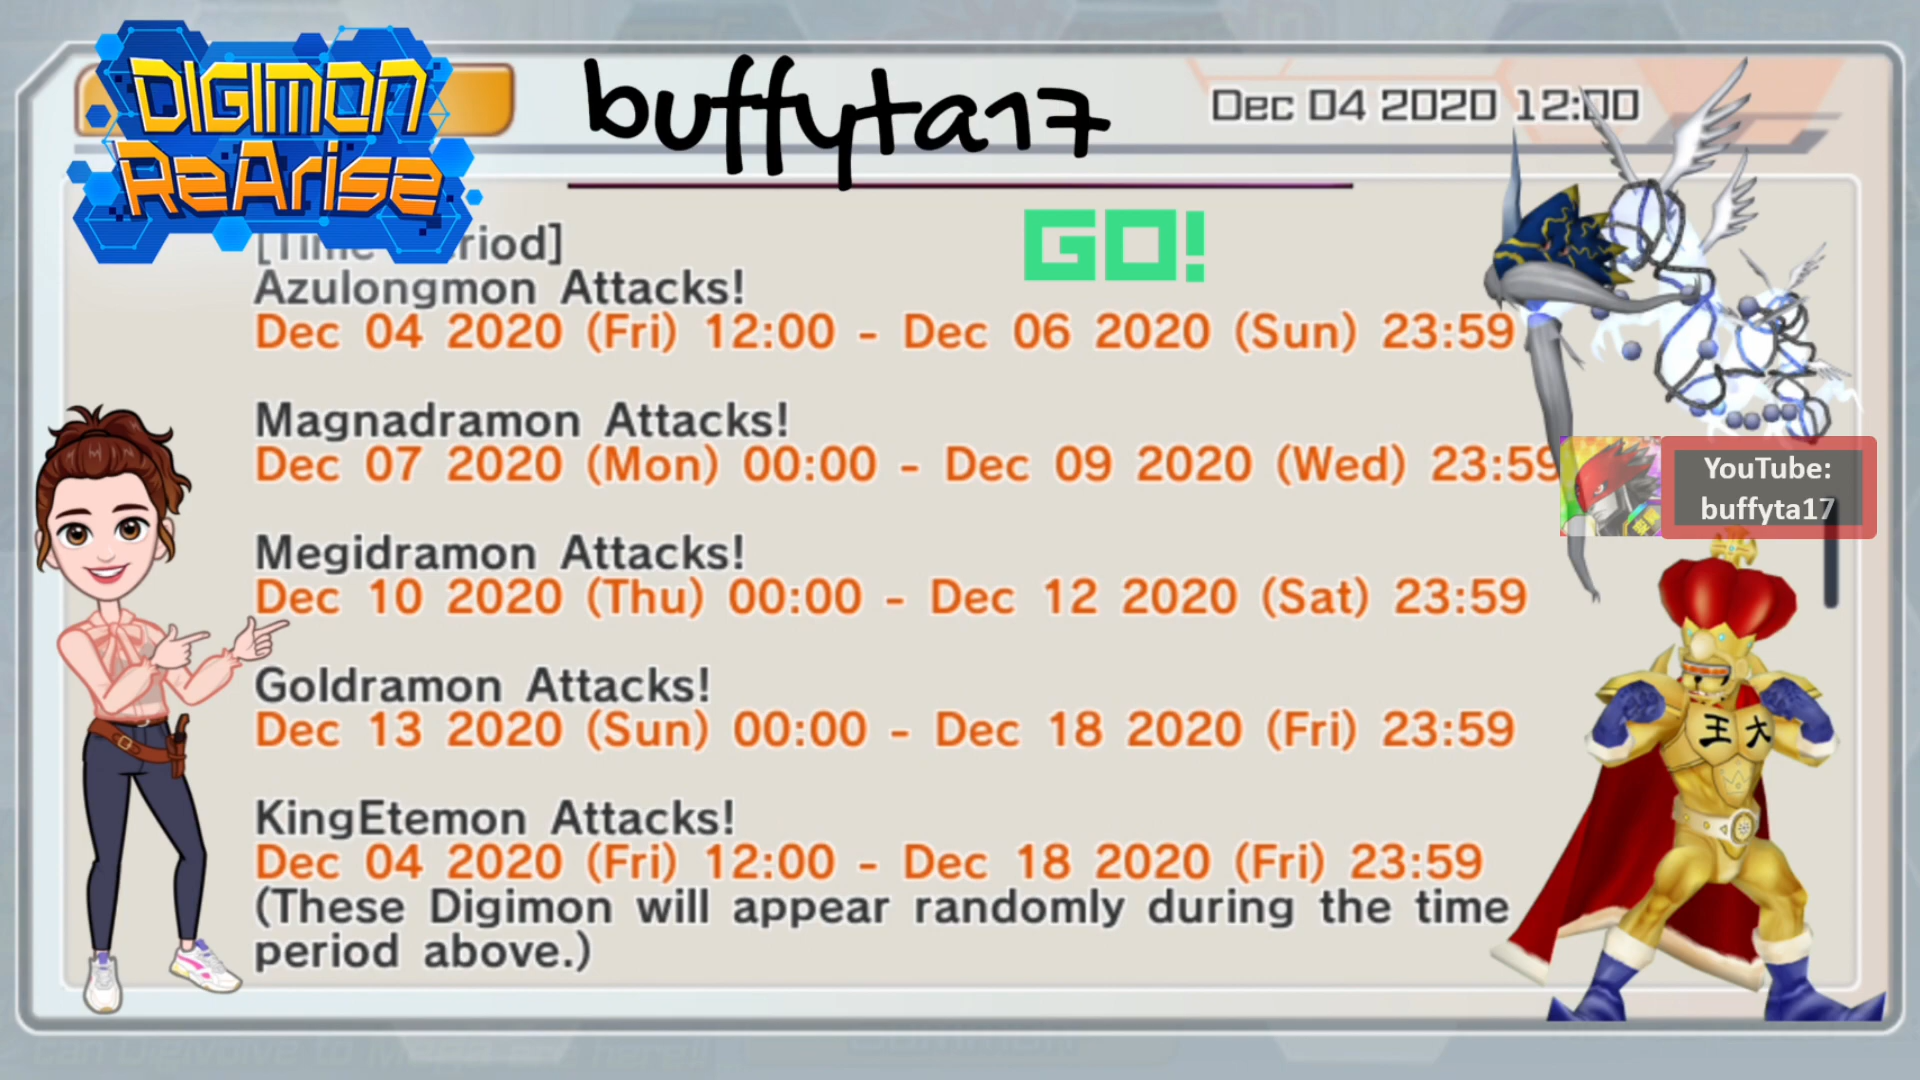 DIGIMON
ReArise
buffyta17
Dec 04 2020 12:00
GO!
Azulongmon Attacks!
Dec 04 2020 (Fri) 12:00 - Dec 06 2020 (Sun) 23:59
Magnadramon Attacks!
Dec 07 2020 (Mon) 00:00 - Dec 09 2020 (Wed) 23:59
YouTube:
buffyta17
Megidramon Attacks!
Dec 10 2020 (Thu) 00:00 - Dec 12 2020 (Sat) 23:59
Goldramon Attacks!
Dec 13 2020 (Sun) 00:00 - Dec 18 2020 (Fri) 23:59
王大
KingEtemon Attacks!
Dec 04 2020 (Fri) 12:00 - Dec 18 2020 (Fri) 23:59
(These Digimon will appear randomly during the time
period above.)